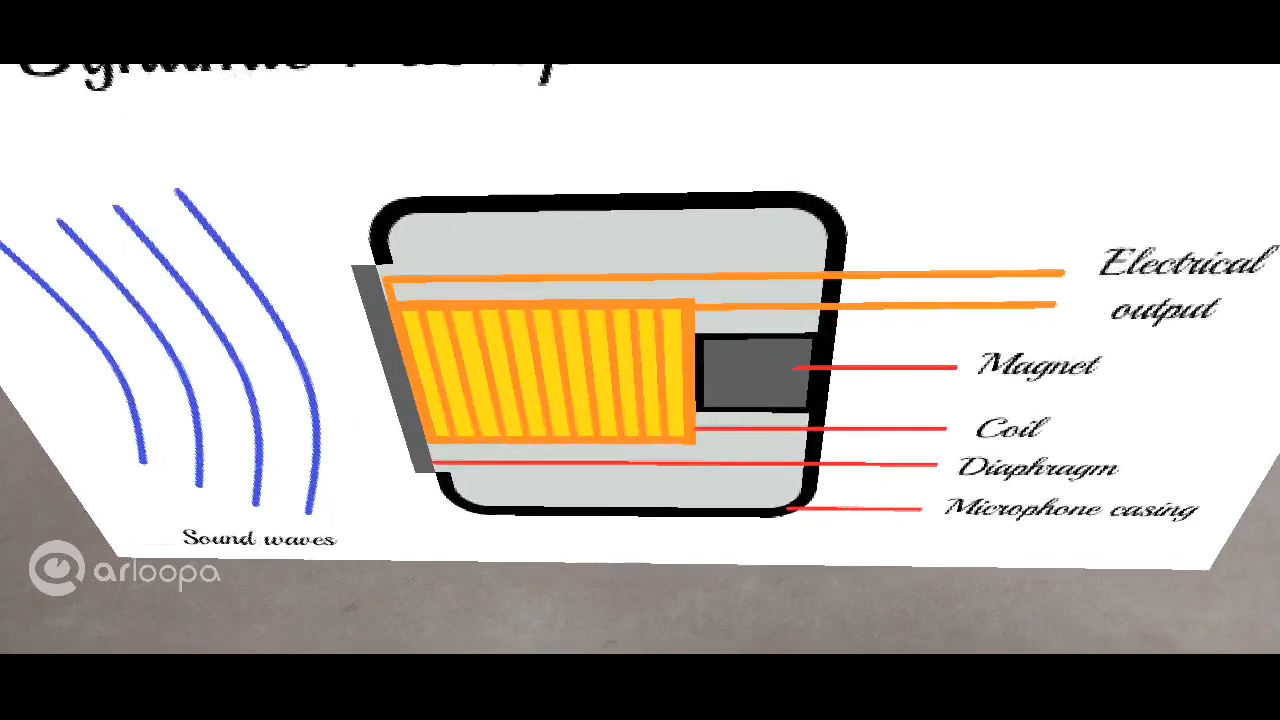 Electrical
output
Magnet
Coil
Diaphragm
Microphone casing
Sound waves
arloopa